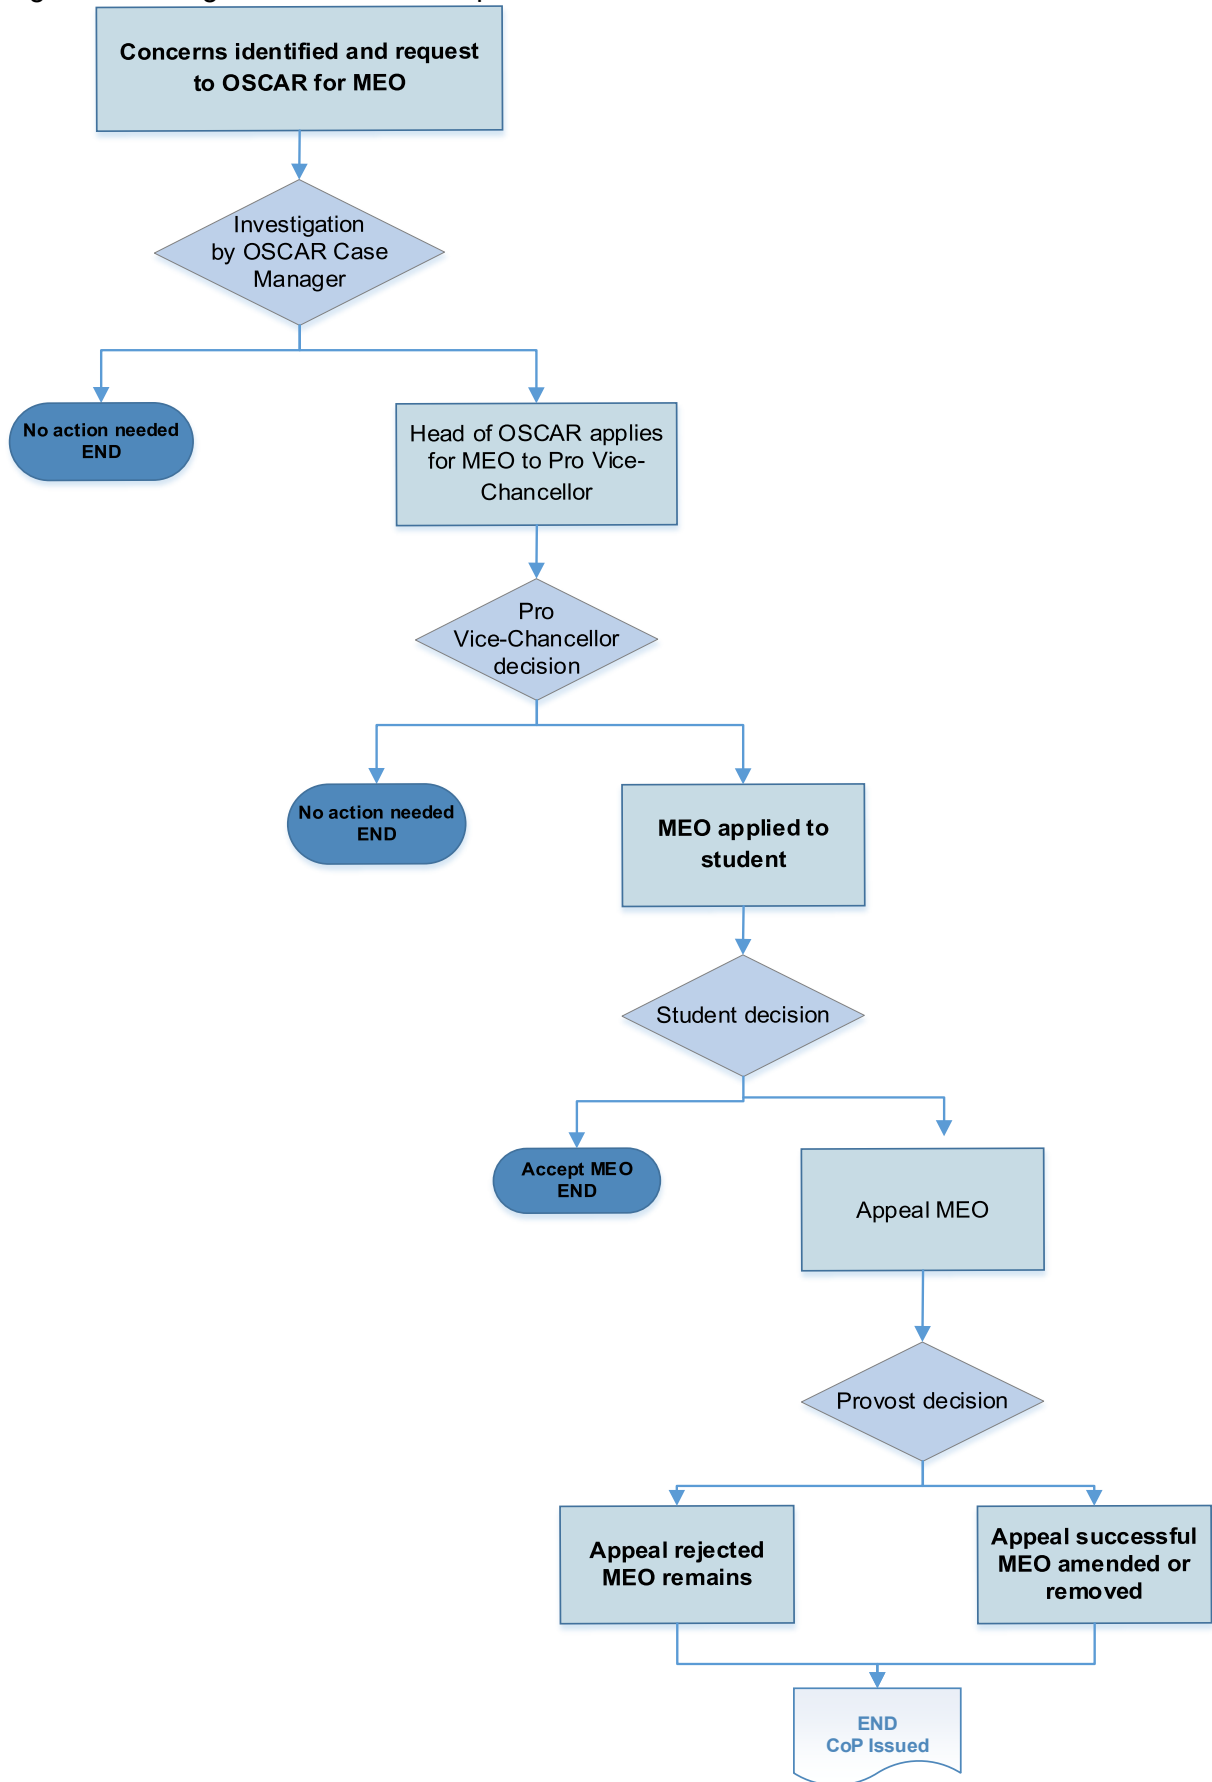 Concerns identified and request
to OSCAR for MEO
Investigation
by OSCAR Case
Manager
No action needed
END
Head of OSCAR applies
for MEO to Pro Vice-
Chancellor
Pro
Vice-Chancellor
decision
No action needed
END
MEO applied to
student
Student decision
Accept MEO
END
Appeal MEO
Provost decision
Appeal rejected
MEO remains
Appeal successful
MEO amended or
removed
END
CoP Issued